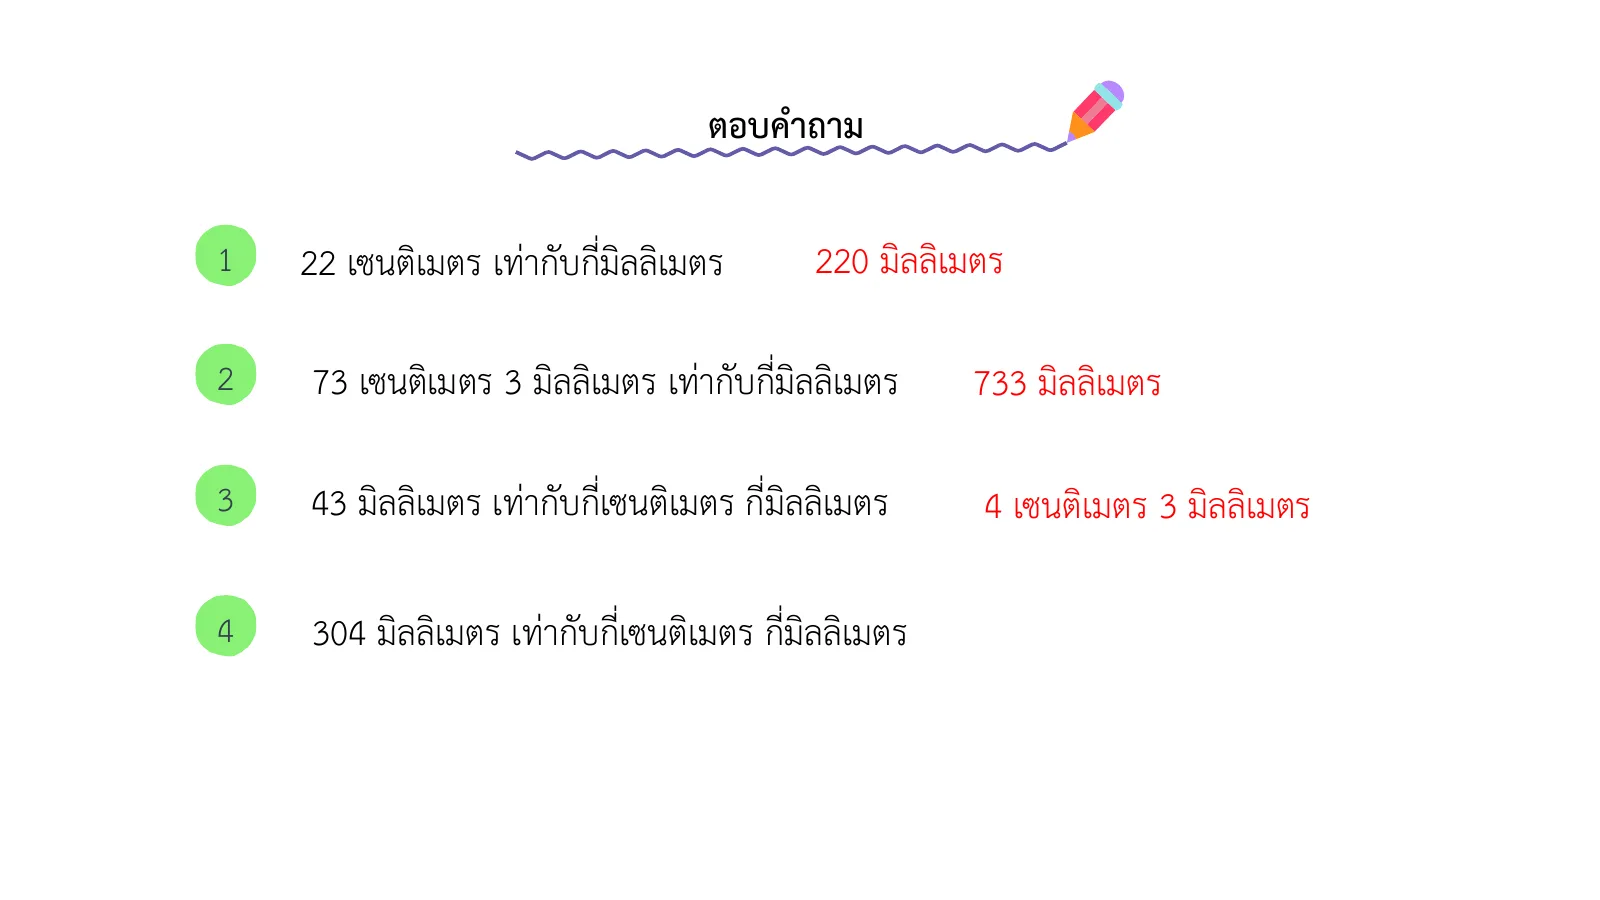 ตอบคำถาม
1 22 เซนติเมตร เท่ากับกี่มิลลิเมตร 220 มิลลิเมตร
2 73 เซนติเมตร 3 มิลลิเมตร เท่ากับกี่มิลลิเมตร 733 มิลลิเมตร
3 43 มิลลิเมตร เท่ากับกี่เซนติเมตร กี่มิลลิเมตร 4 เซนติเมตร 3 มิลลิเมตร
4 304 มิลลิเมตร เท่ากับกี่เซนติเมตร กี่มิลลิเมตร